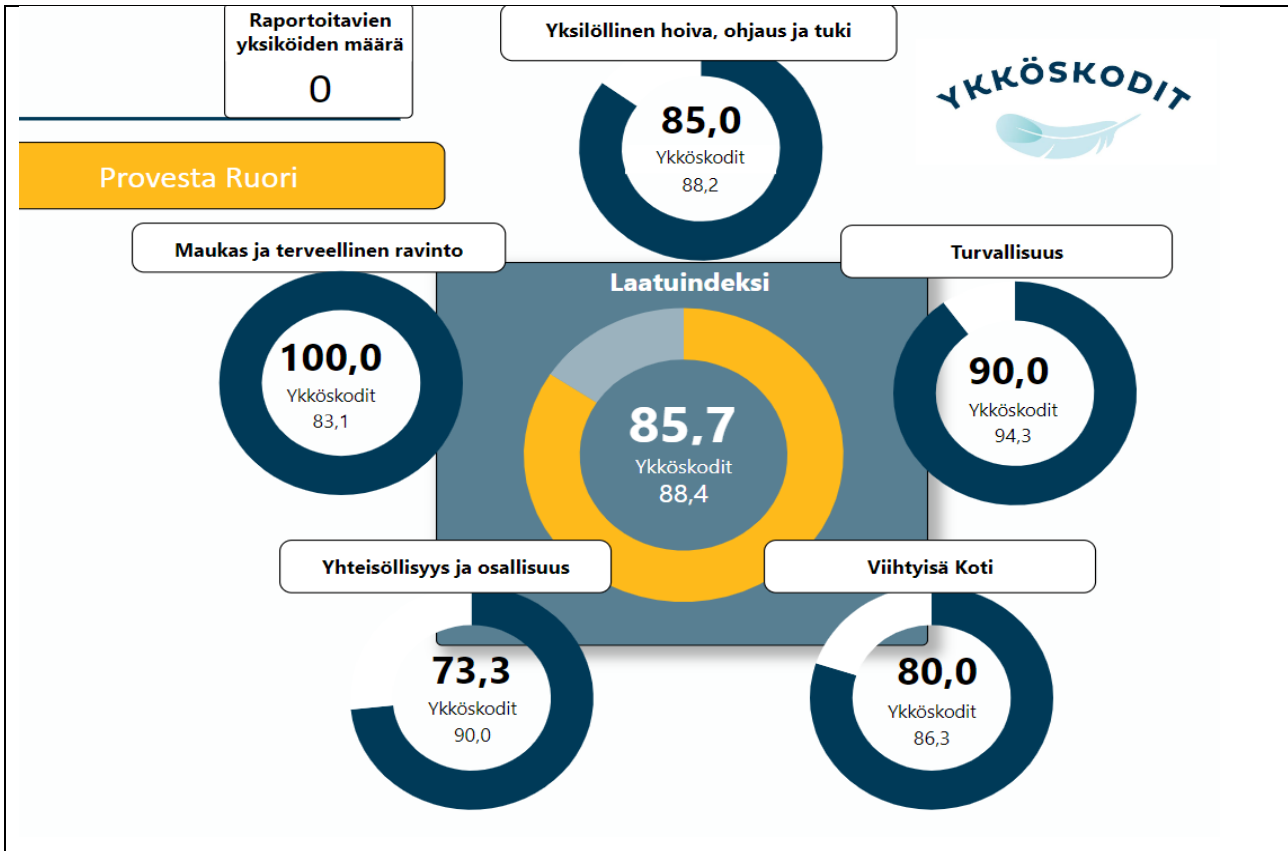 Raportoitavien
yksiköiden määrä
0
Yksilöllinen hoiva, ohjaus ja tuki
85,0
Ykköskodit
88,2
YKKÖSKODIT
Provesta Ruori
Maukas ja terveellinen ravinto
100,0
Ykköskodit
83,1
Laatuindeksi
85,7
Ykköskodit
88,4
Turvallisuus
90,0
Ykköskodit
94,3
Yhteisöllisyys ja osallisuus
73,3
Ykköskodit
90,0
Viihtyisä Koti
80,0
Ykköskodit
86,3